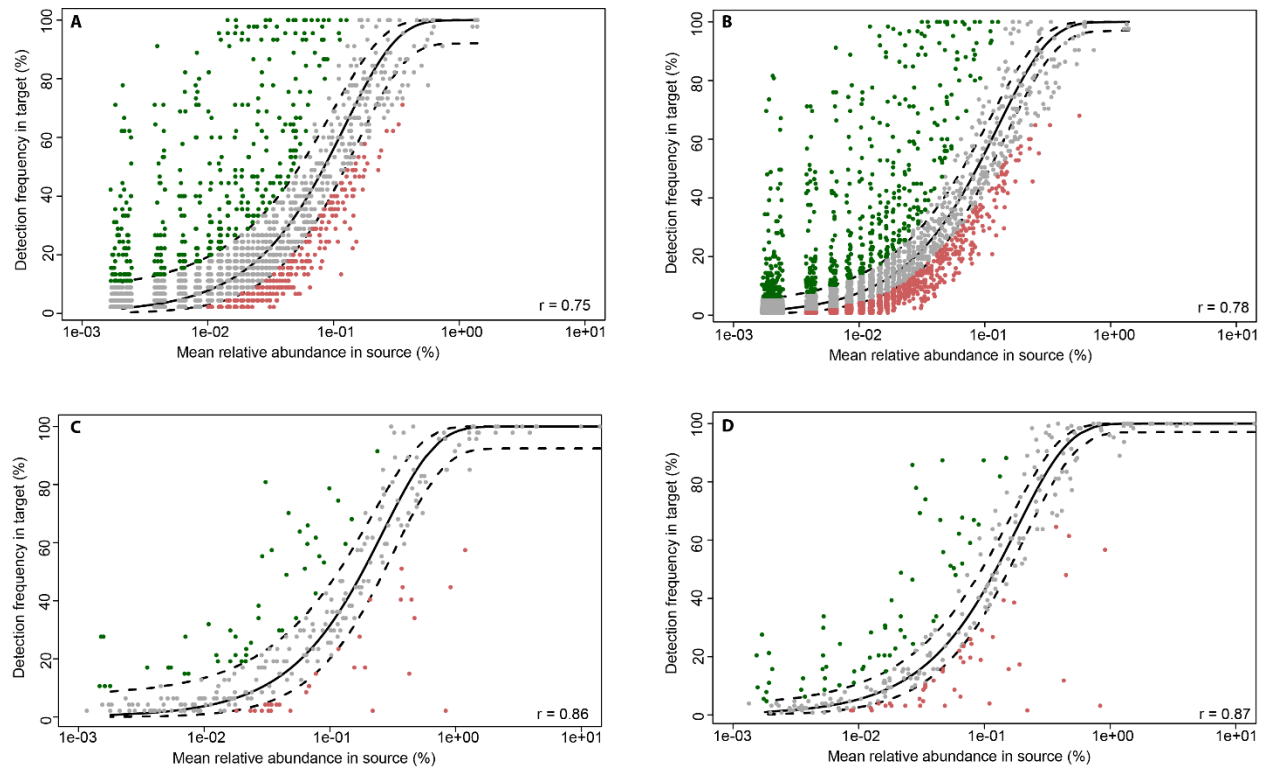 A
Detection frequency in target (%)
100
80
60
40
20
0
r = 0.75
1e-03 1e-02 1e-01 1e+00 1e+01
Mean relative abundance in source (%)
B
Detection frequency in target (%)
100
80
60
40
20
0
r = 0.78
1e-03 1e-02 1e-01 1e+00 1e+01
Mean relative abundance in source (%)
C
Detection frequency in target (%)
100
80
60
40
20
0
r = 0.86
1e-03 1e-02 1e-01 1e+00 1e+01
Mean relative abundance in source (%)
D
Detection frequency in target (%)
100
80
60
40
20
0
r = 0.87
1e-03 1e-02 1e-01 1e+00 1e+01
Mean relative abundance in source (%)